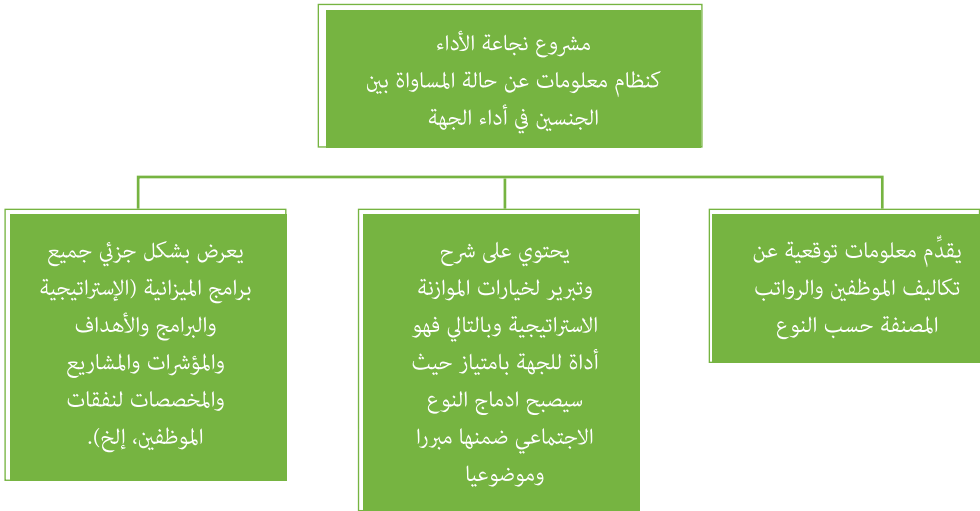 مشروع نجاعة الأداء
كنظام معلومات عن حالة المساواة بين
الجنسين في أداء الجهة
يقدِّم معلومات توقعية عن
تكاليف الموظفين والرواتب
المصنفة حسب النوع
يحتوي على شرح
وتبرير لخيارات الموازنة
الاستراتيجية وبالتالي فهو
أداة للجهة بامتياز حيث
سيصبح ادماج النوع
الاجتماعي ضمنها مبررا
وموضوعيا
يعرض بشكل جزئي جميع
برامج الميزانية (الإستراتيجية
والبرامج والأهداف
والمؤشرات والمشاريع
والمخصصات لنفقات
الموظفين، إلخ).